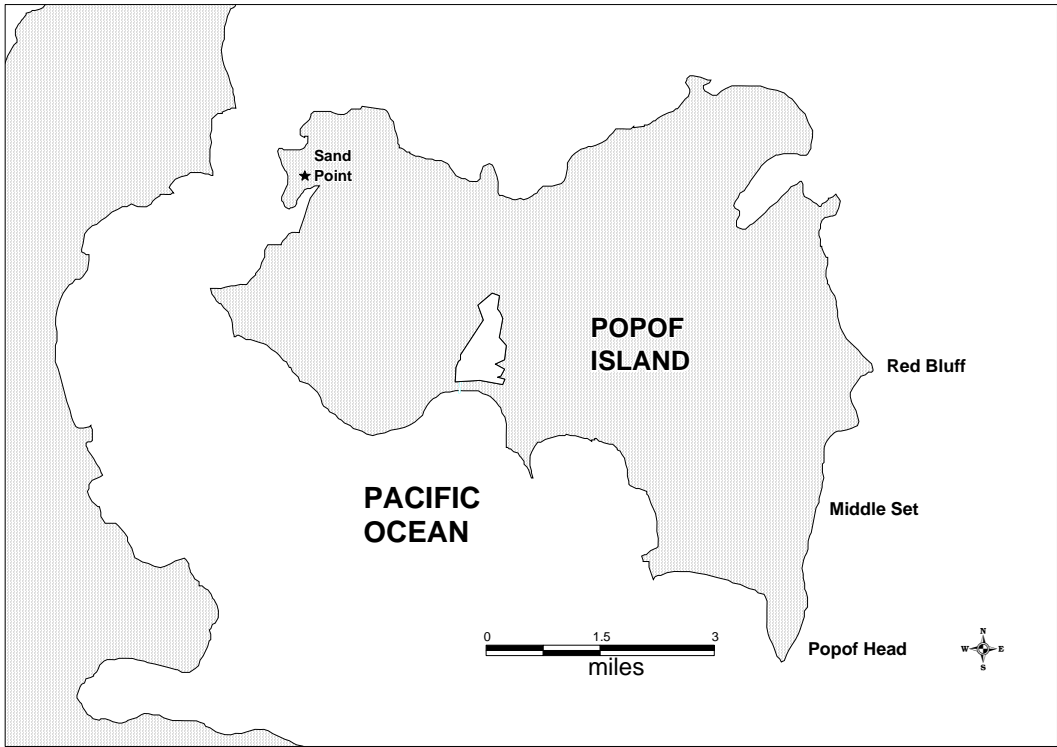 Sand
Point
POPOF
ISLAND
Red Bluff
PACIFIC
OCEAN
Middle Set
0 1.5 3
miles
Popof Head
N
W E
S